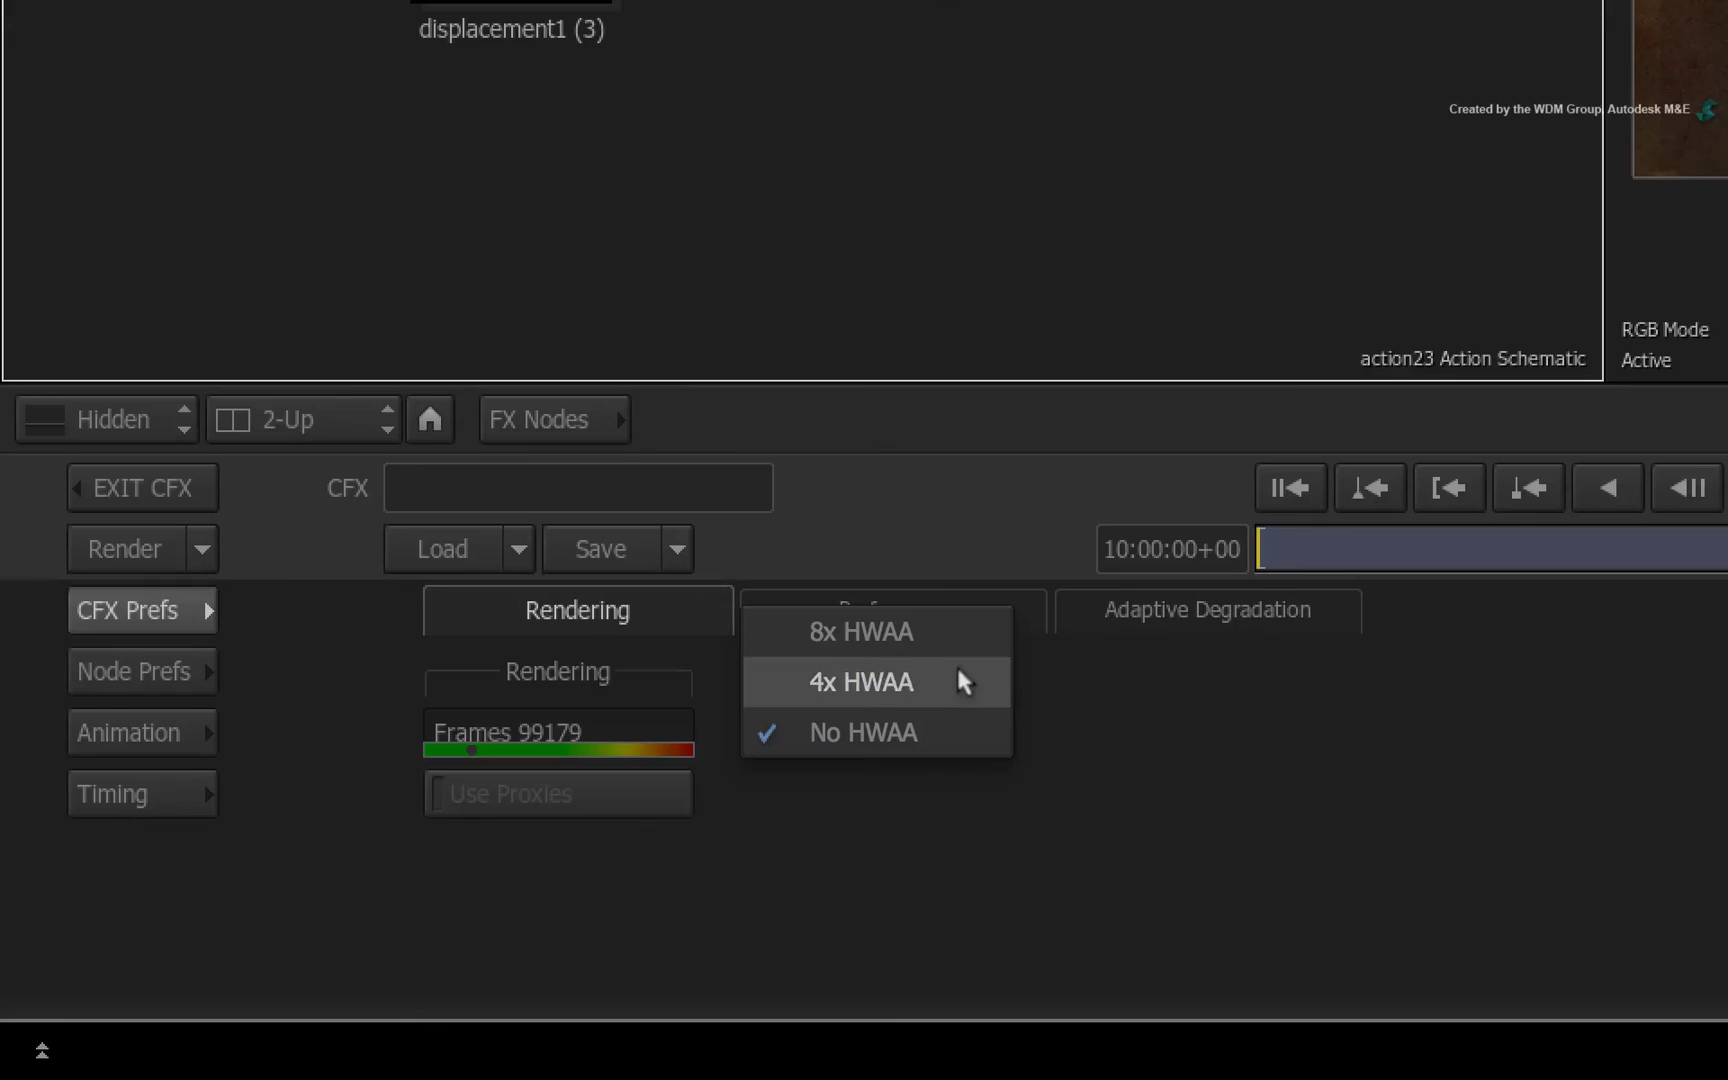 displacement1 (3)
Created by the WDM Group, Autodesk M&E
RGB Mode
action23 Action Schematic
Active
Hidden
2-Up
FX Nodes
EXIT CFX
CFX
Render
Load
Save
10:00:00+00
CFX Prefs
Rendering
Adaptive Degradation
8x HWAA
Node Prefs
Rendering
4x HWAA
Animation
Frames 99179
No HWAA
Timing
Use Proxies